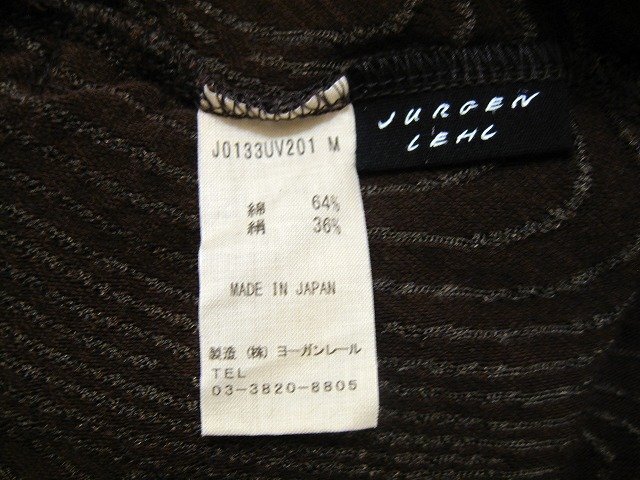 JURGEN
LEHL
J0133UV201 M
綿 64%
絹 36%
MADE IN JAPAN
製造 (株) ヨーガンレール
TEL
03-3820-8805